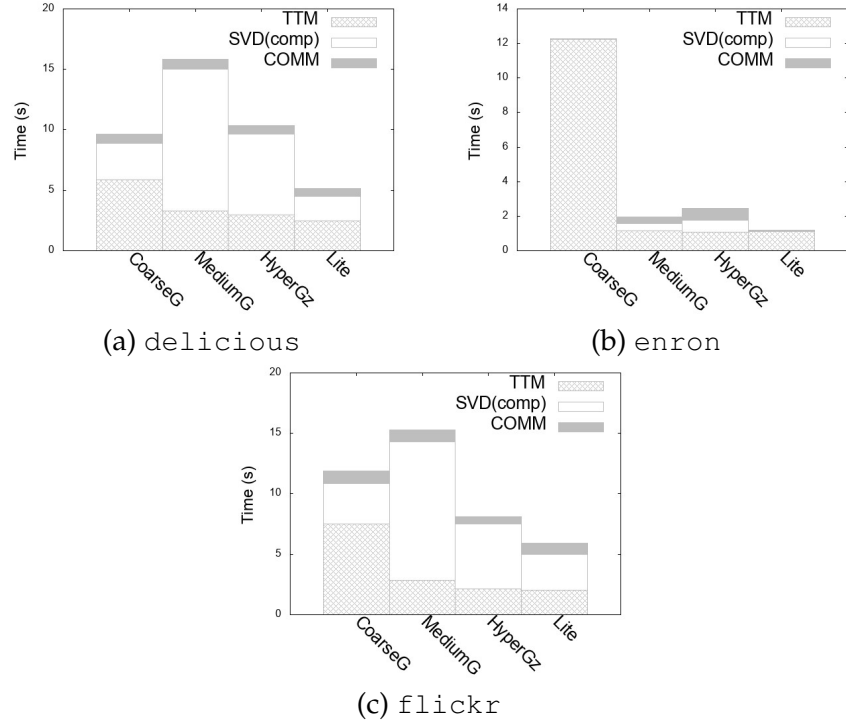 20
15
10
5
0
Time (s)
TTM
SVD(comp)
COMM
CoarseG
MediumG
HyperGz
Lite
(a) delicious
14
12
10
8
6
4
2
0
Time (s)
TTM
SVD(comp)
COMM
CoarseG
MediumG
HyperGz
Lite
(b) enron
20
15
10
5
0
Time (s)
TTM
SVD(comp)
COMM
CoarseG
MediumG
HyperGz
Lite
(c) flickr